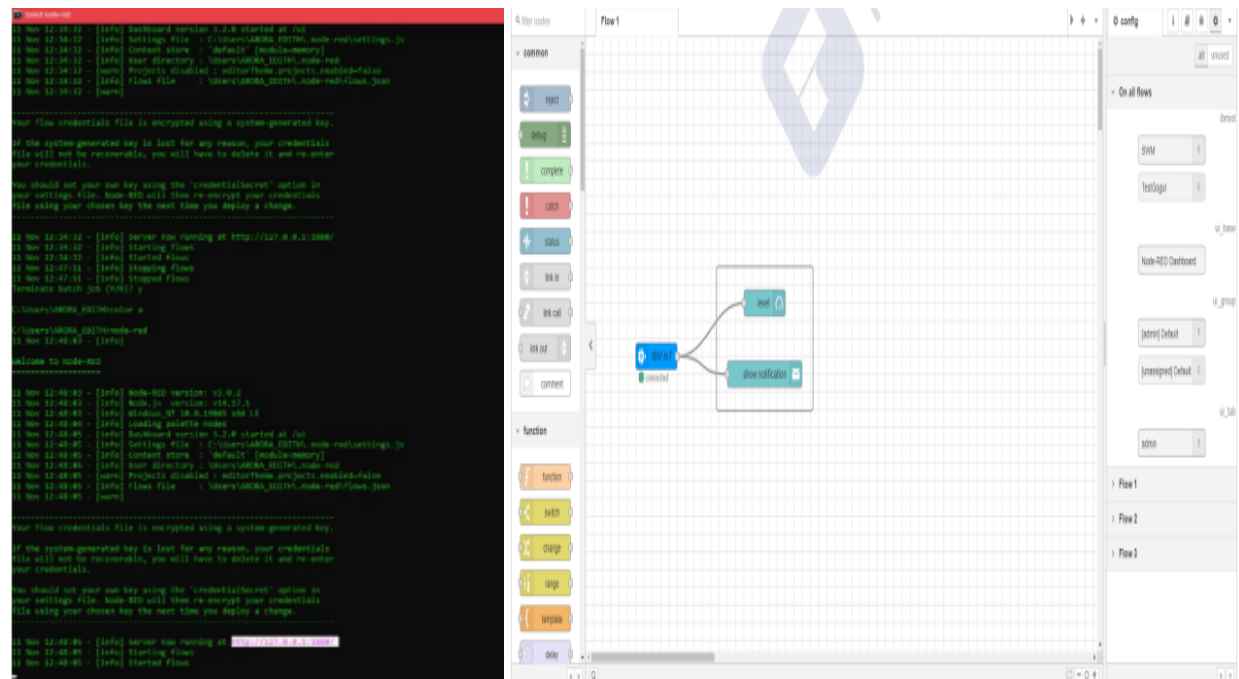 Select node-red
11 Nov 12:34:32 - [info] Dashboard version 3.2.0 started at /ui
11 Nov 12:34:32 - [info] Settings file : C:\Users\ARORA_EDITH\.node-red\settings.js
11 Nov 12:34:32 - [info] Context store : 'default' [module=memory]
11 Nov 12:34:32 - [info] User directory : \Users\ARORA_EDITH\.node-red
11 Nov 12:34:32 - [warn] Projects disabled : editorTheme.projects.enabled=false
11 Nov 12:34:32 - [info] Flows file : \Users\ARORA_EDITH\.node-red\flows.json
11 Nov 12:34:32 - [warn]
Your flow credentials file is encrypted using a system-generated key.
If the system-generated key is lost for any reason, your credentials
file will not be recoverable, you will have to delete it and re-enter
your credentials.
You should set your own key using the 'credentialSecret' option in
your settings file. Node-RED will then re-encrypt your credentials
file using your chosen key the next time you deploy a change.
11 Nov 12:34:32 - [info] Server now running at http://127.0.0.1:1880/
11 Nov 12:34:32 - [info] Starting flows
11 Nov 12:34:32 - [info] Started flows
11 Nov 12:47:51 - [info] Stopping flows
11 Nov 12:47:51 - [info] Stopped flows
Terminate batch job (Y/N)? y
C:\Users\ARORA_EDITH>color a
C:\Users\ARORA_EDITH>node-red
11 Nov 12:48:03 - [info]
Welcome to Node-RED
===================
11 Nov 12:48:03 - [info] Node-RED version: v3.0.2
11 Nov 12:48:03 - [info] Node.js version: v14.17.1
11 Nov 12:48:03 - [info] Windows_NT 10.0.19045 x64 LE
11 Nov 12:48:04 - [info] Loading palette nodes
11 Nov 12:48:05 - [info] Dashboard version 3.2.0 started at /ui
11 Nov 12:48:05 - [info] Settings file : C:\Users\ARORA_EDITH\.node-red\settings.js
11 Nov 12:48:05 - [info] Context store : 'default' [module=memory]
11 Nov 12:48:05 - [info] User directory : \Users\ARORA_EDITH\.node-red
11 Nov 12:48:05 - [warn] Projects disabled : editorTheme.projects.enabled=false
11 Nov 12:48:05 - [info] Flows file : \Users\ARORA_EDITH\.node-red\flows.json
11 Nov 12:48:05 - [warn]
Your flow credentials file is encrypted using a system-generated key.
If the system-generated key is lost for any reason, your credentials
file will not be recoverable, you will have to delete it and re-enter
your credentials.
You should set your own key using the 'credentialSecret' option in
your settings file. Node-RED will then re-encrypt your credentials
file using your chosen key the next time you deploy a change.
11 Nov 12:48:05 - [info] Server now running at http://127.0.0.1:1880/
11 Nov 12:48:05 - [info] Starting flows
11 Nov 12:48:05 - [info] Started flows
filter nodes
common
inject
debug
complete
catch
status
link in
link call
link out
comment
function
function
switch
change
range
template
delay
Flow 1
IBM IoT
connected
level
show notification
config
all unused
On all flows
ibmiot
SWM 1
TestGogul 0
ui_base
Node-RED Dashboard
ui_group
[admin] Default 1
[unassigned] Default 0
ui_tab
admin 1
Flow 1
Flow 2
Flow 3